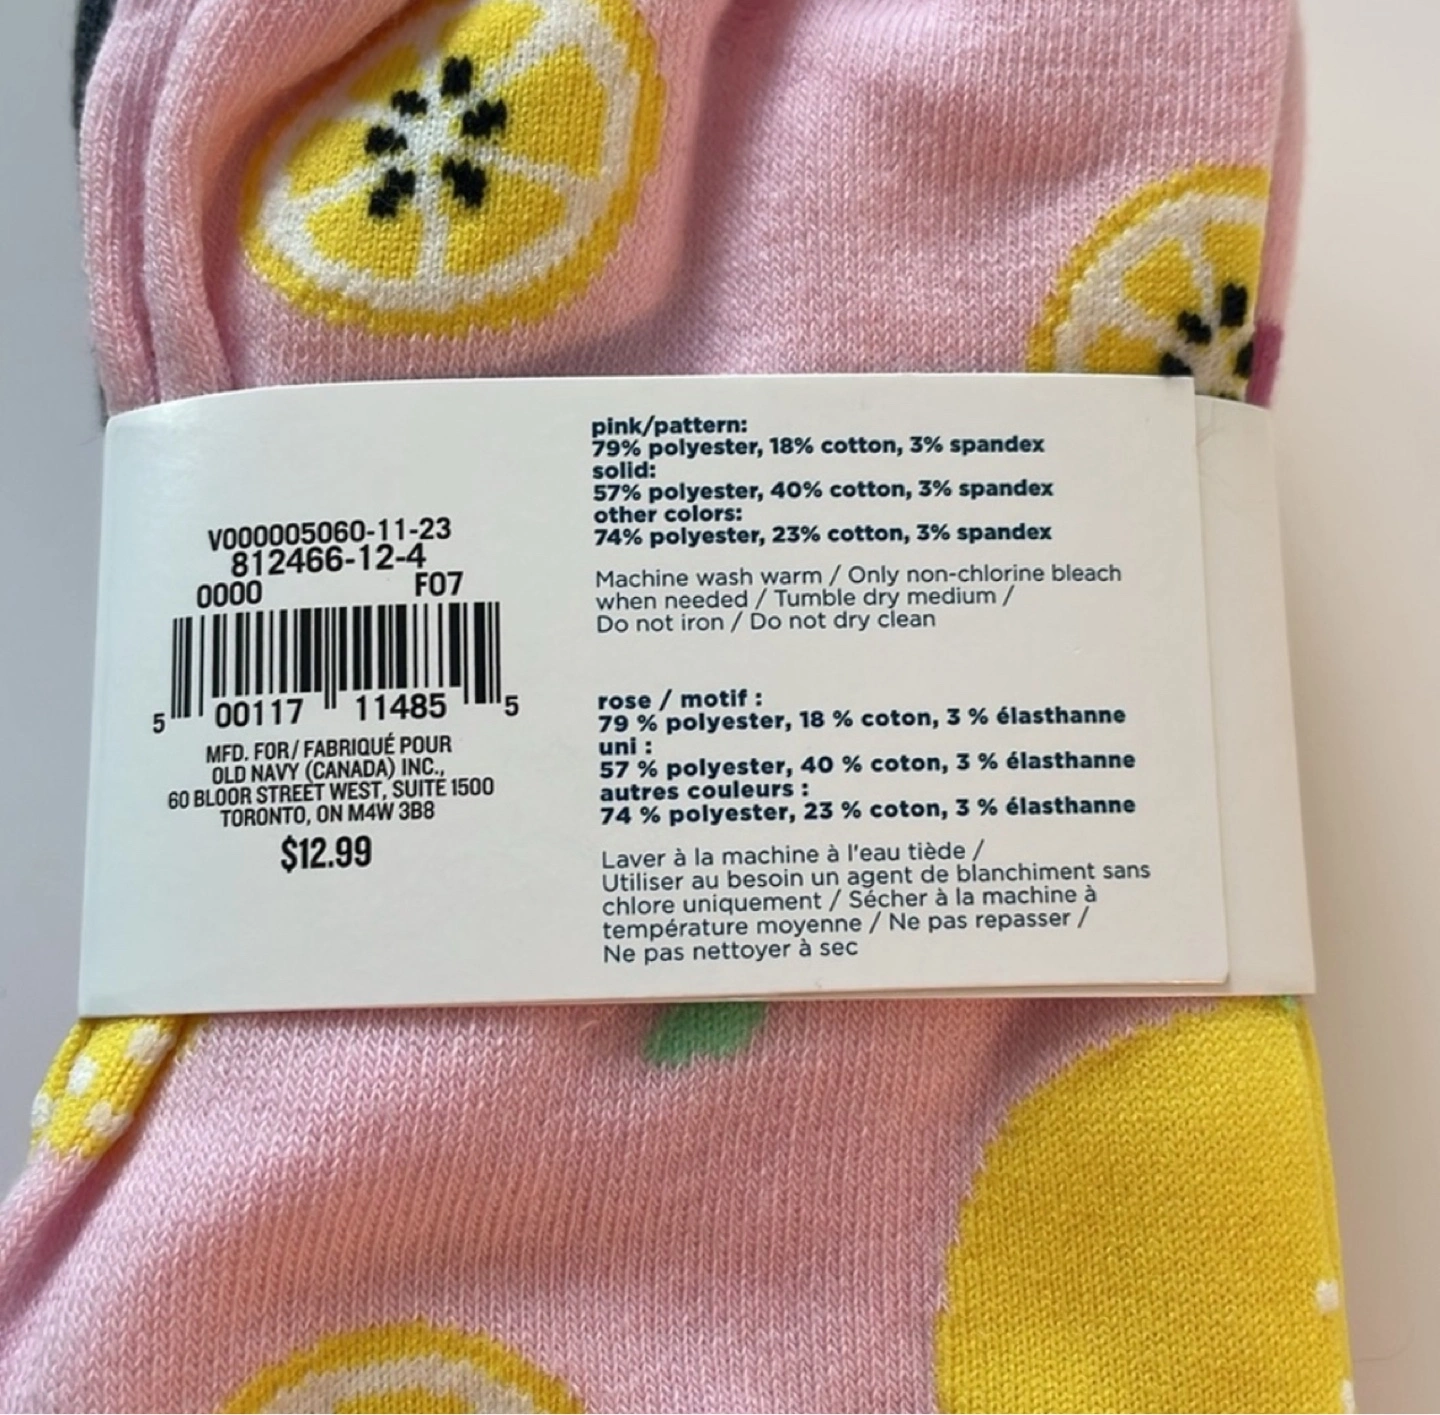 V000005060-11-23
812466-12-4
0000 F07
5 00117 11485 5
MFD. FOR/ FABRIQUÉ POUR
OLD NAVY (CANADA) INC.,
60 BLOOR STREET WEST, SUITE 1500
TORONTO, ON M4W 3B8
$12.99
pink/pattern:
79% polyester, 18% cotton, 3% spandex
solid:
57% polyester, 40% cotton, 3% spandex
other colors:
74% polyester, 23% cotton, 3% spandex
Machine wash warm / Only non-chlorine bleach
when needed / Tumble dry medium /
Do not iron / Do not dry clean
rose / motif :
79 % polyester, 18 % coton, 3 % élasthanne
uni :
57 % polyester, 40 % coton, 3 % élasthanne
autres couleurs :
74 % polyester, 23 % coton, 3 % élasthanne
Laver à la machine à l'eau tiède /
Utiliser au besoin un agent de blanchiment sans
chlore uniquement / Sécher à la machine à
température moyenne / Ne pas repasser /
Ne pas nettoyer à sec